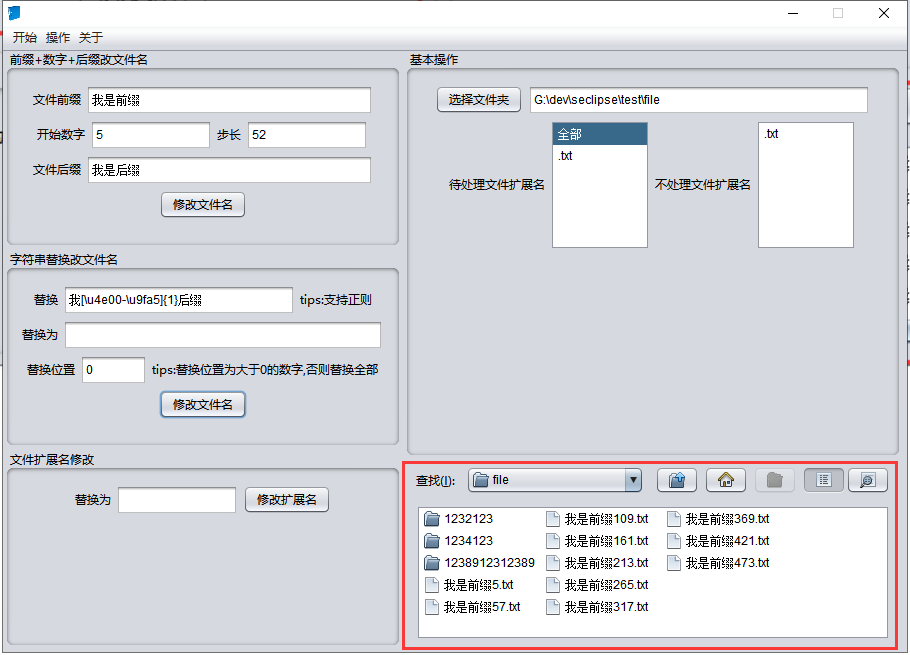 开始 操作 关于
前缀+数字+后缀改文件名
文件前缀 我是前缀
开始数字 5 步长 52
文件后缀 我是后缀
修改文件名
字符串替换改文件名
替换 我[\u4e00-\u9fa5]{1}后缀 tips:支持正则
替换为
替换位置 0 tips:替换位置为大于0的数字,否则替换全部
修改文件名
文件扩展名修改
替换为 修改扩展名
基本操作
选择文件夹 G:\dev\seclipse\test\file
待处理文件扩展名 全部
.txt
不处理文件扩展名 .txt
查找(I): file
1232123 我是前缀109.txt 我是前缀369.txt
1234123 我是前缀161.txt 我是前缀421.txt
1238912312389 我是前缀213.txt 我是前缀473.txt
我是前缀5.txt 我是前缀265.txt
我是前缀57.txt 我是前缀317.txt